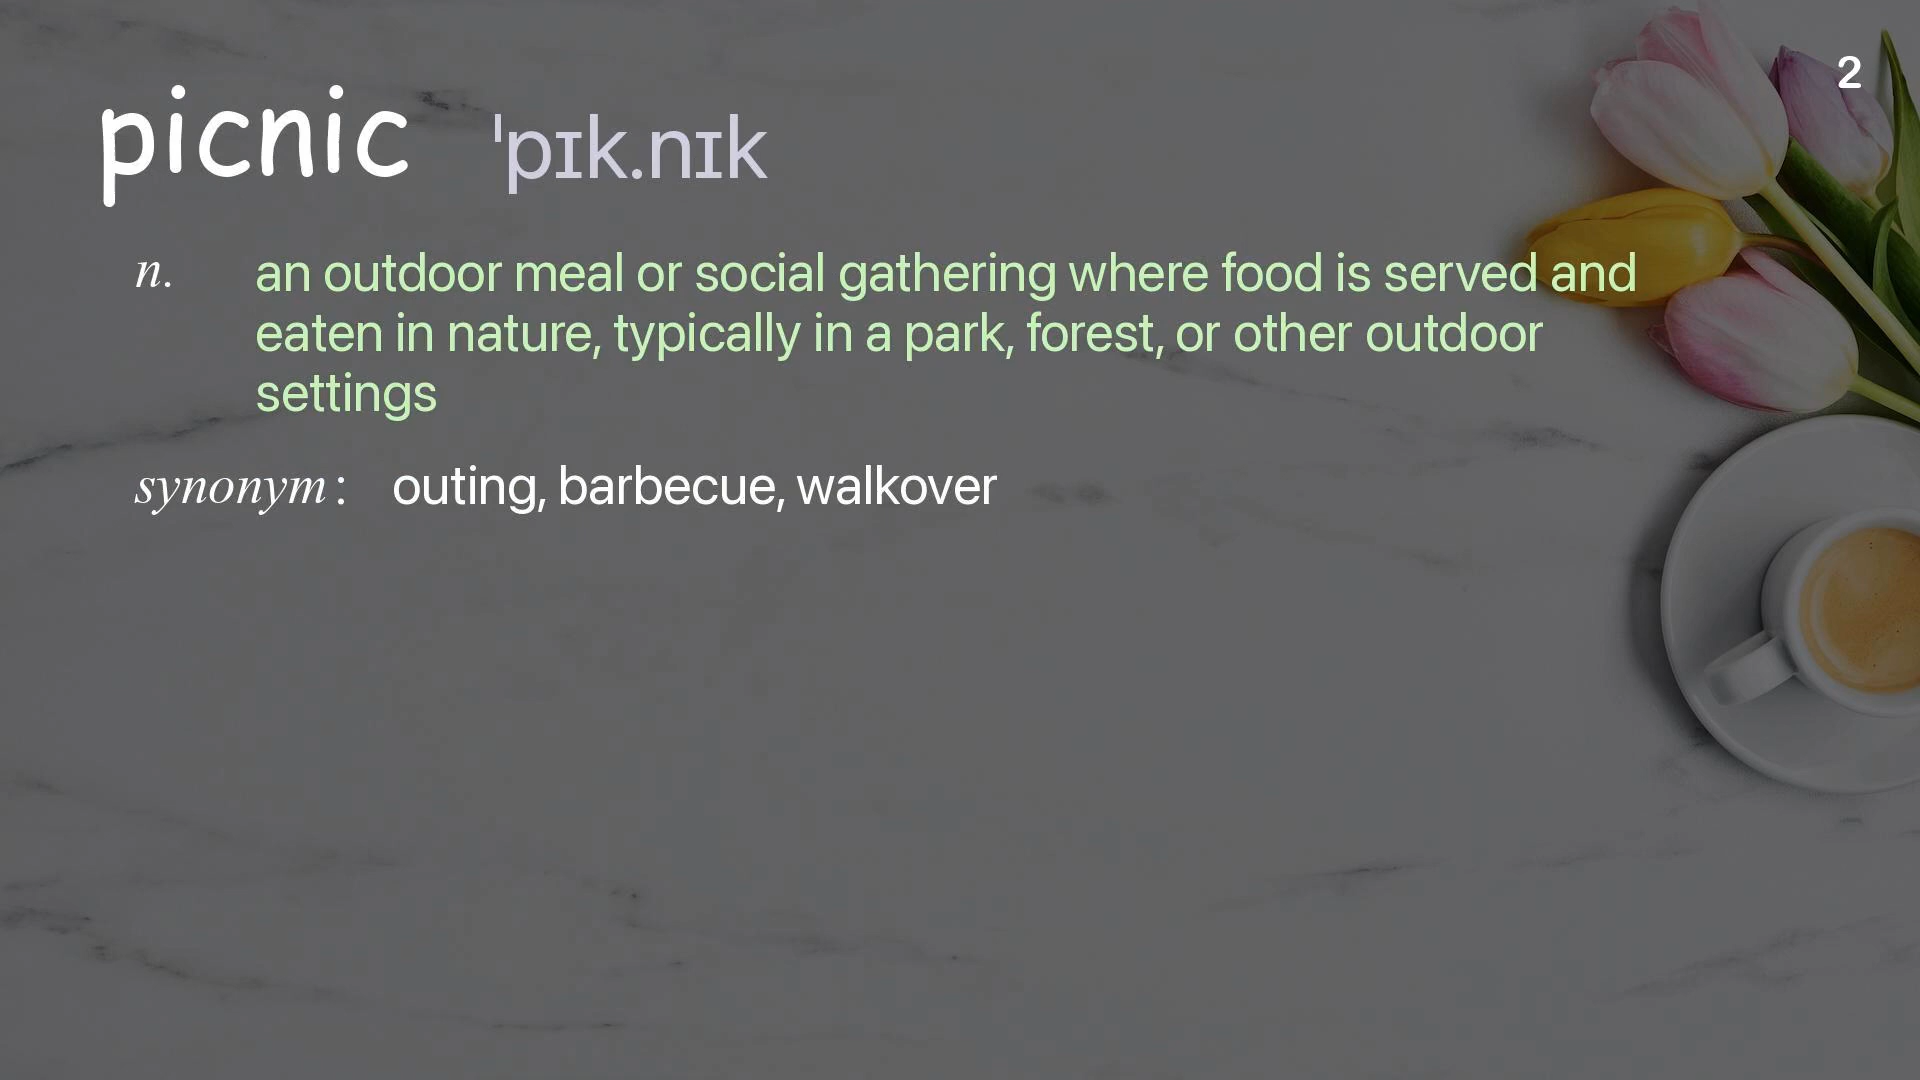 2
picnic ˈpɪk.nɪk
n. an outdoor meal or social gathering where food is served and
eaten in nature, typically in a park, forest, or other outdoor
settings
synonym: outing, barbecue, walkover